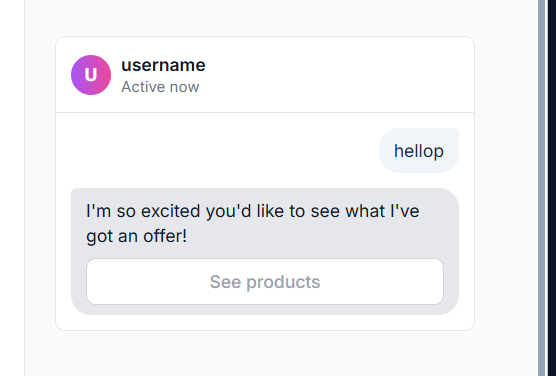 U
username
Active now
hellop
I'm so excited you'd like to see what I've
got an offer!
See products